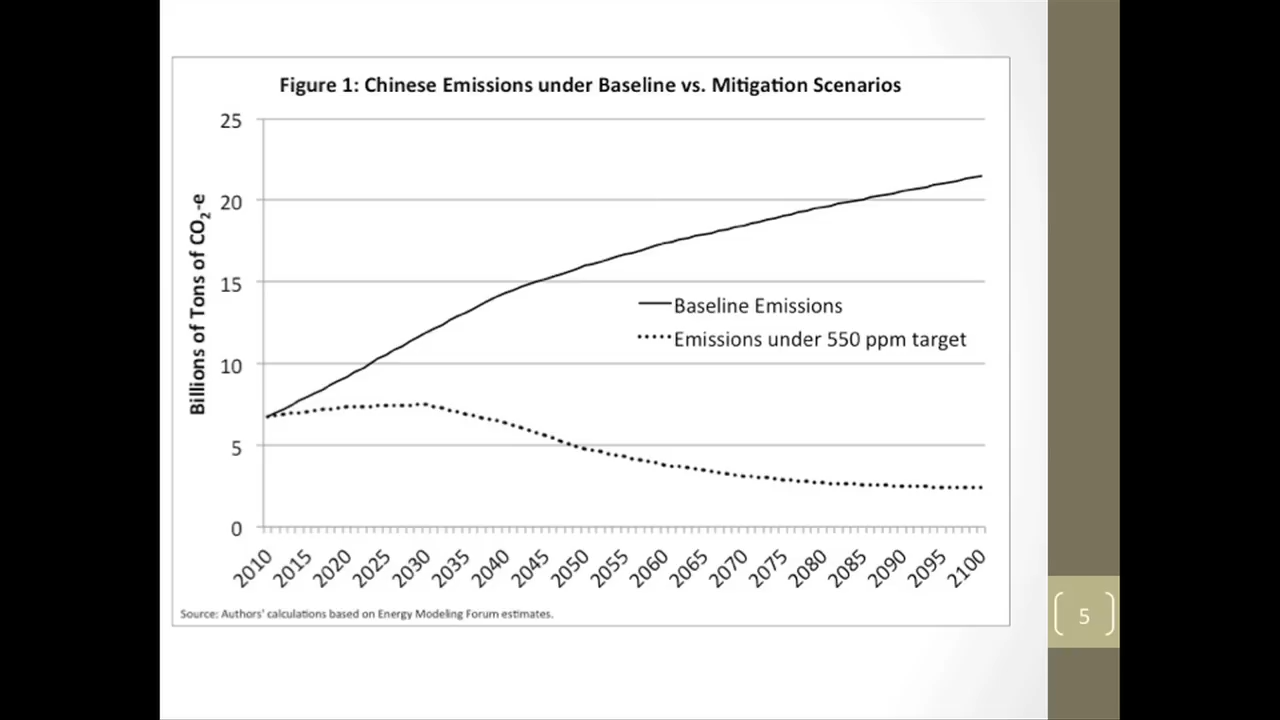 Figure 1: Chinese Emissions under Baseline vs. Mitigation Scenarios
Billions of Tons of CO2-e
25
20
15
10
5
0
Baseline Emissions
Emissions under 550 ppm target
2010 2015 2020 2025 2030 2035 2040 2045 2050 2055 2060 2065 2070 2075 2080 2085 2090 2095 2100
Source: Authors' calculations based on Energy Modeling Forum estimates.
5